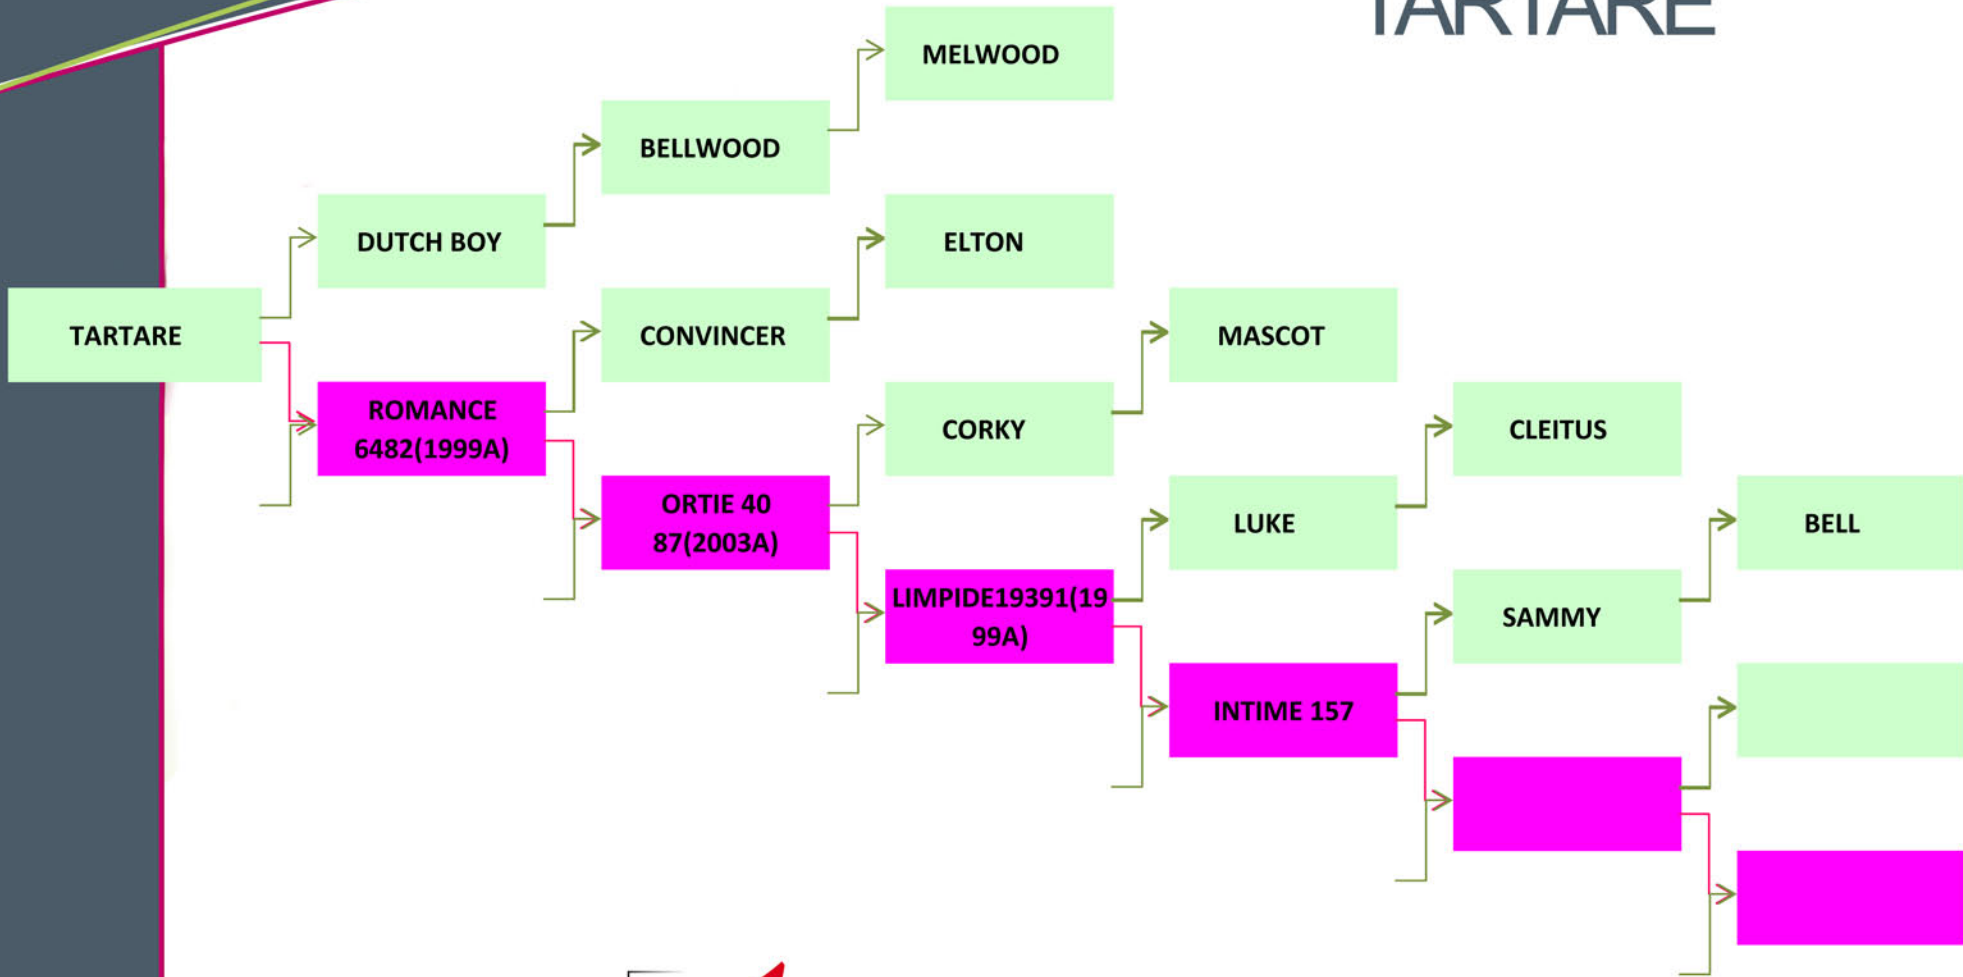 TARTARE
MELWOOD
BELLWOOD
DUTCH BOY
ELTON
TARTARE
CONVINCER
MASCOT
ROMANCE
6482(1999A)
CORKY
CLEITUS
ORTIE 40
87(2003A)
LUKE
BELL
LIMPIDE19391(19
99A)
SAMMY
INTIME 157